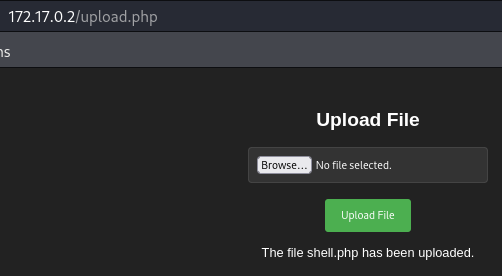 172.17.0.2/upload.php
ns
Upload File
Browse... No file selected.
Upload File
The file shell.php has been uploaded.